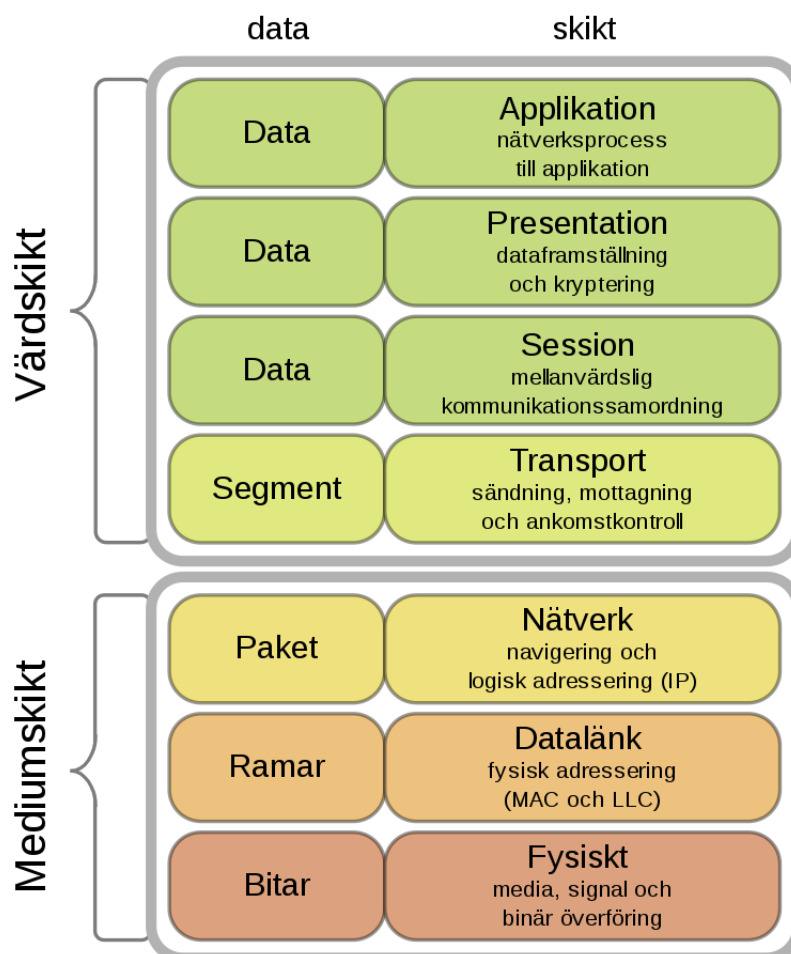 data
skikt
Värdskikt
Data
Applikation
nätverksprocess
till applikation
Data
Presentation
dataframställning
och kryptering
Data
Session
mellanvärdslig
kommunikationssamordning
Segment
Transport
sändning, mottagning
och ankomstkontroll
Mediumskikt
Paket
Nätverk
navigering och
logisk adressering (IP)
Ramar
Datalänk
fysisk adressering
(MAC och LLC)
Bitar
Fysiskt
media, signal och
binär överföring